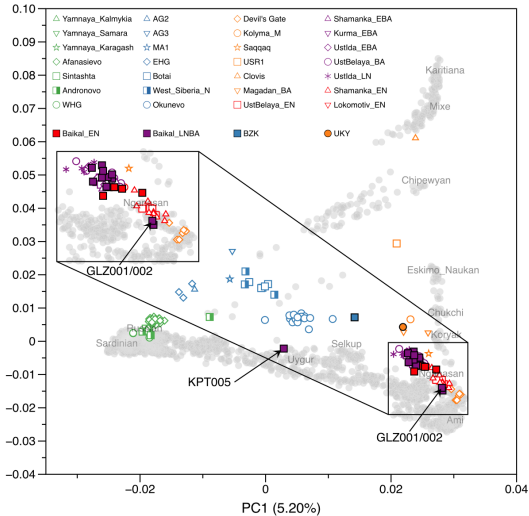 0.10
0.09
0.08
0.07
0.06
0.05
0.04
0.03
0.02
0.01
0
−0.01
−0.02
−0.03
−0.04
Yamnaya_Kalmykia
Yamnaya_Samara
Yamnaya_Karagash
Afanasievo
Sintashta
Andronovo
WHG
AG2
AG3
MA1
EHG
Botai
West_Siberia_N
Okunevo
Devil's Gate
Kolyma_M
Saqqaq
USR1
Clovis
Magadan_BA
UstBelaya_EN
Shamanka_EBA
Kurma_EBA
UstIda_EBA
UstBelaya_BA
UstIda_LN
Shamanka_EN
Lokomotiv_EN
Baikal_EN
Baikal_LNBA
BZK
UKY
Karitiana
Mixe
Chipewyan
Eskimo_Naukan
Chukchi
Koryak
Nganasan
GLZ001/002
Russian
Sardinian
Uygur
Selkup
KPT005
Nganasan
Ami
GLZ001/002
−0.02
0
0.02
0.04
PC1 (5.20%)